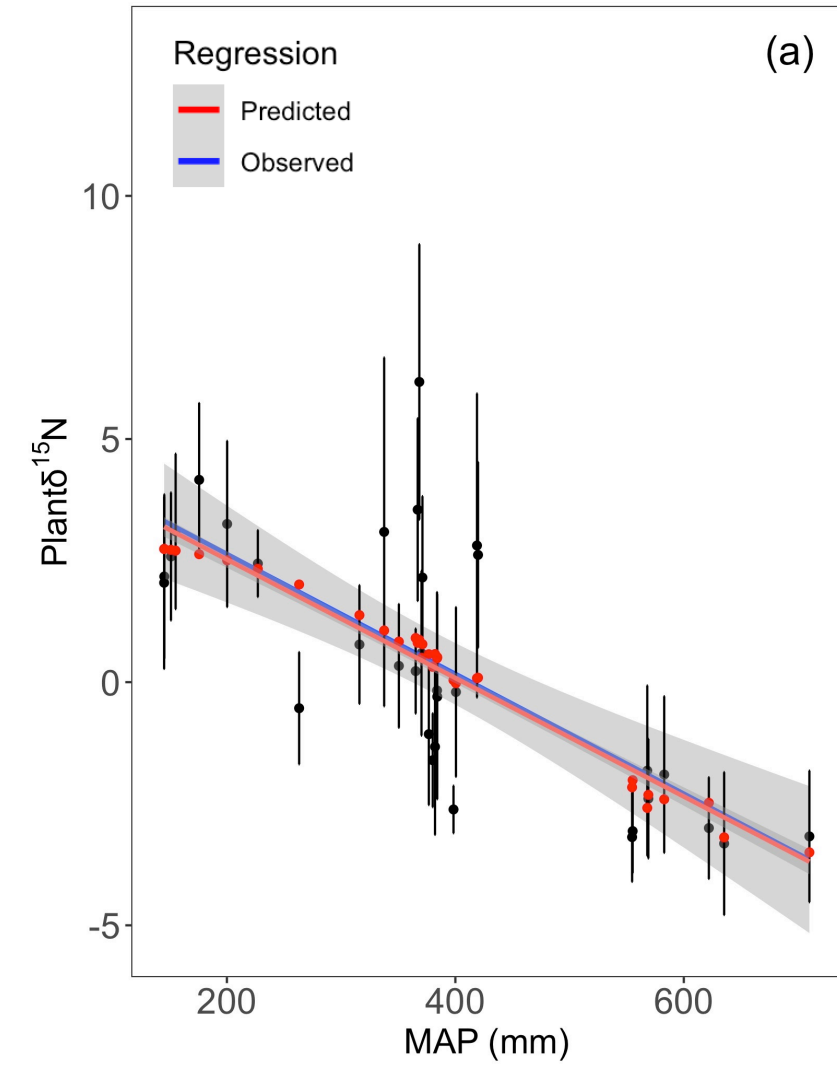 Regression
(a)
Predicted
Observed
10
5
0
-5
Plantδ¹⁵N
200 400 600
MAP (mm)